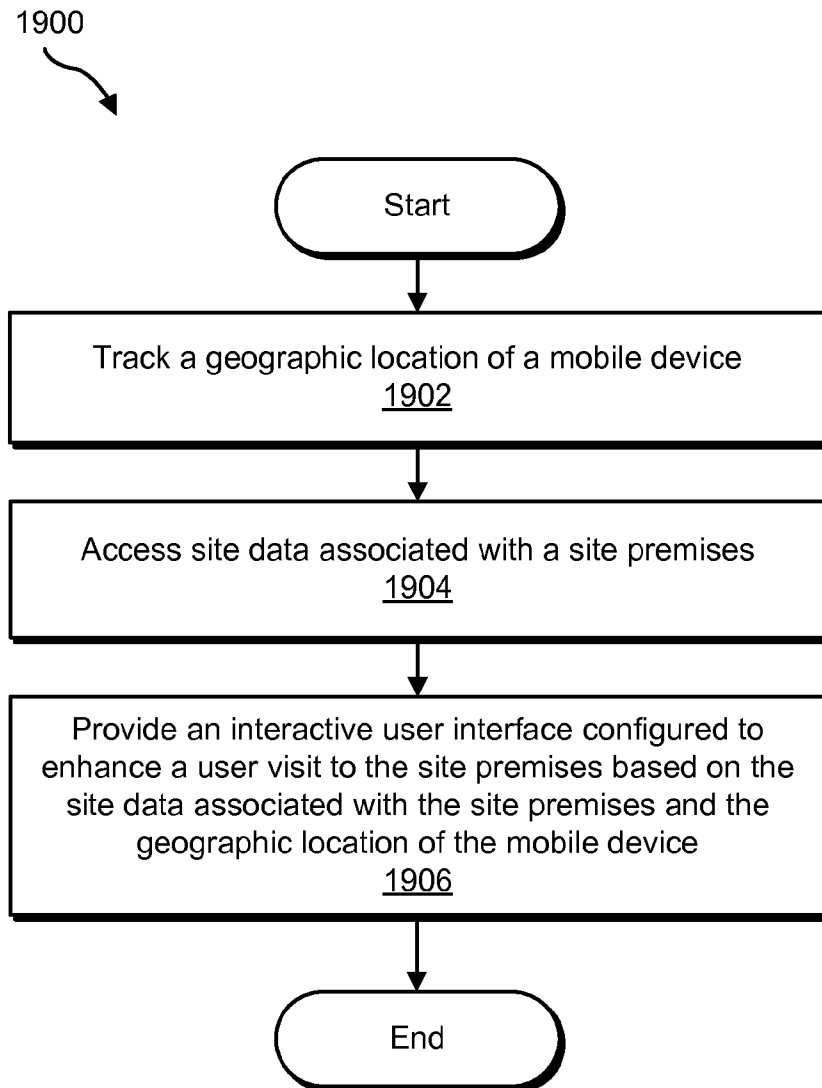 1900
Start
Track a geographic location of a mobile device
1902
Access site data associated with a site premises
1904
Provide an interactive user interface configured to
enhance a user visit to the site premises based on the
site data associated with the site premises and the
geographic location of the mobile device
1906
End